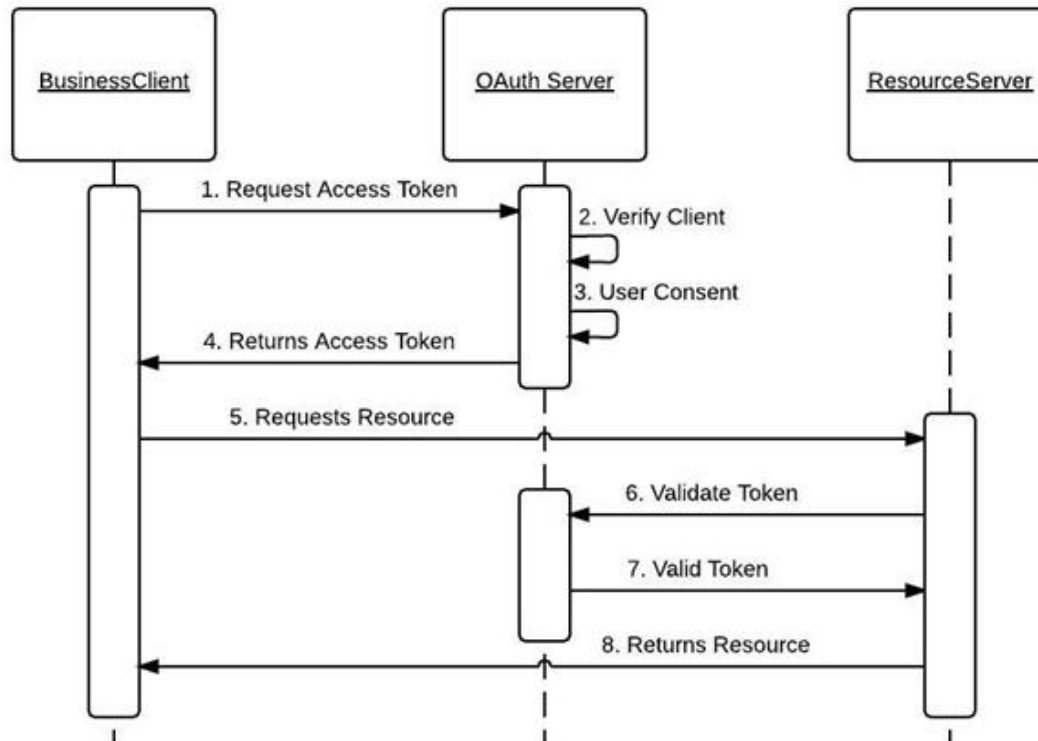 BusinessClient
OAuth Server
ResourceServer
1. Request Access Token
2. Verify Client
3. User Consent
4. Returns Access Token
5. Requests Resource
6. Validate Token
7. Valid Token
8. Returns Resource